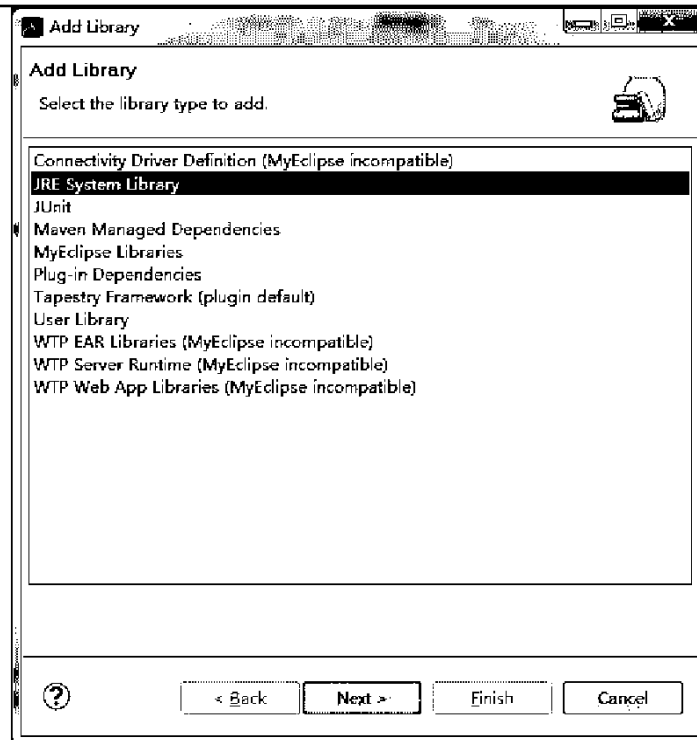 Add Library
Add Library
Select the library type to add.
Connectivity Driver Definition (MyEclipse incompatible)
JRE System Library
JUnit
Maven Managed Dependencies
MyEclipse Libraries
Plug-in Dependencies
Tapestry Framework (plugin default)
User Library
WTP EAR Libraries (MyEclipse incompatible)
WTP Server Runtime (MyEclipse incompatible)
WTP Web App Libraries (MyEclipse incompatible)
?
< Back
Next >
Finish
Cancel